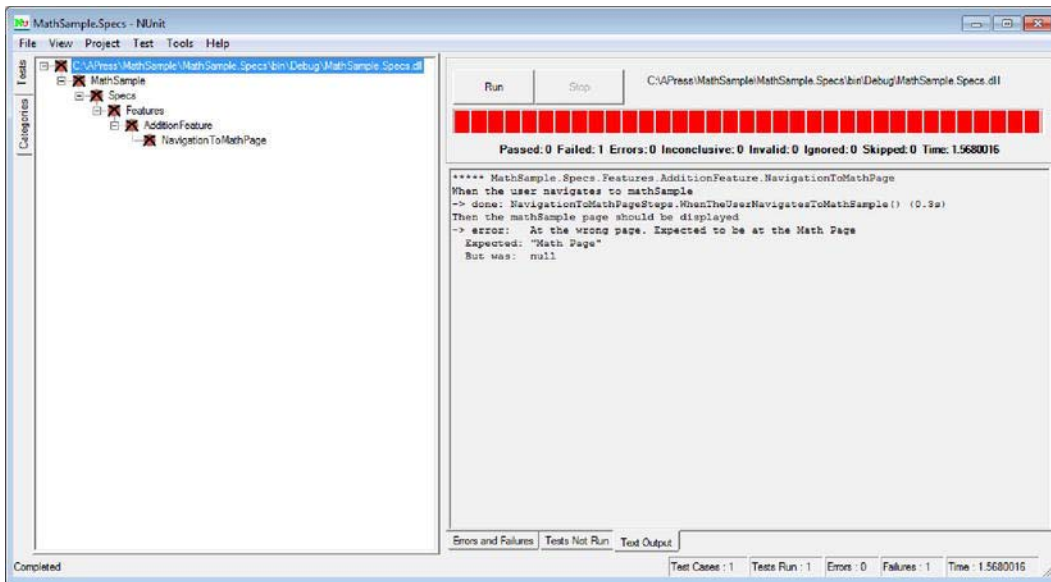 MathSample.Specs - NUnit
File View Project Test Tools Help
Tests
Categories
C:\APress\MathSample\MathSample.Specs\bin\Debug\MathSample.Specs.dll
MathSample
Specs
Features
AdditionFeature
NavigationToMathPage
Run
Stop
C:\APress\MathSample\MathSample.Specs\bin\Debug\MathSample.Specs.dll
Passed: 0 Failed: 1 Errors: 0 Inconclusive: 0 Invalid: 0 Ignored: 0 Skipped: 0 Time: 1.5680016
***** MathSample.Specs.Features.AdditionFeature.NavigationToMathPage
When the user navigates to mathSample
-> done: NavigationToMathPageSteps.WhenTheUserNavigatesToMathSample() (0.3s)
Then the mathSample page should be displayed
-> error: At the wrong page. Expected to be at the Math Page
Expected: "Math Page"
But was: null
Errors and Failures Tests Not Run Text Output
Completed
Test Cases : 1 Tests Run : 1 Errors : 0 Failures : 1 Time : 1.5680016